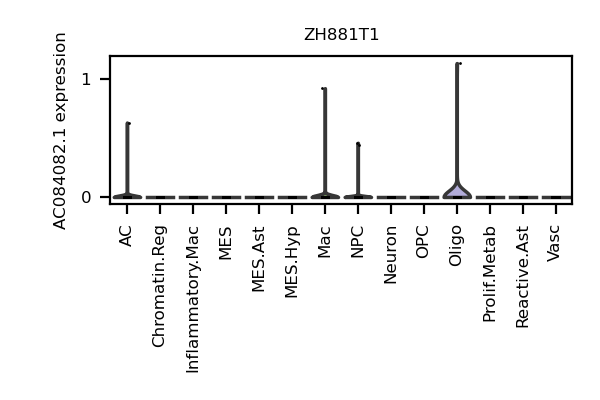 ZH881T1
AC084082.1 expression
1
0
AC
Chromatin.Reg
Inflammatory.Mac
MES
MES.Ast
MES.Hyp
Mac
NPC
Neuron
OPC
Oligo
Prolif.Metab
Reactive.Ast
Vasc